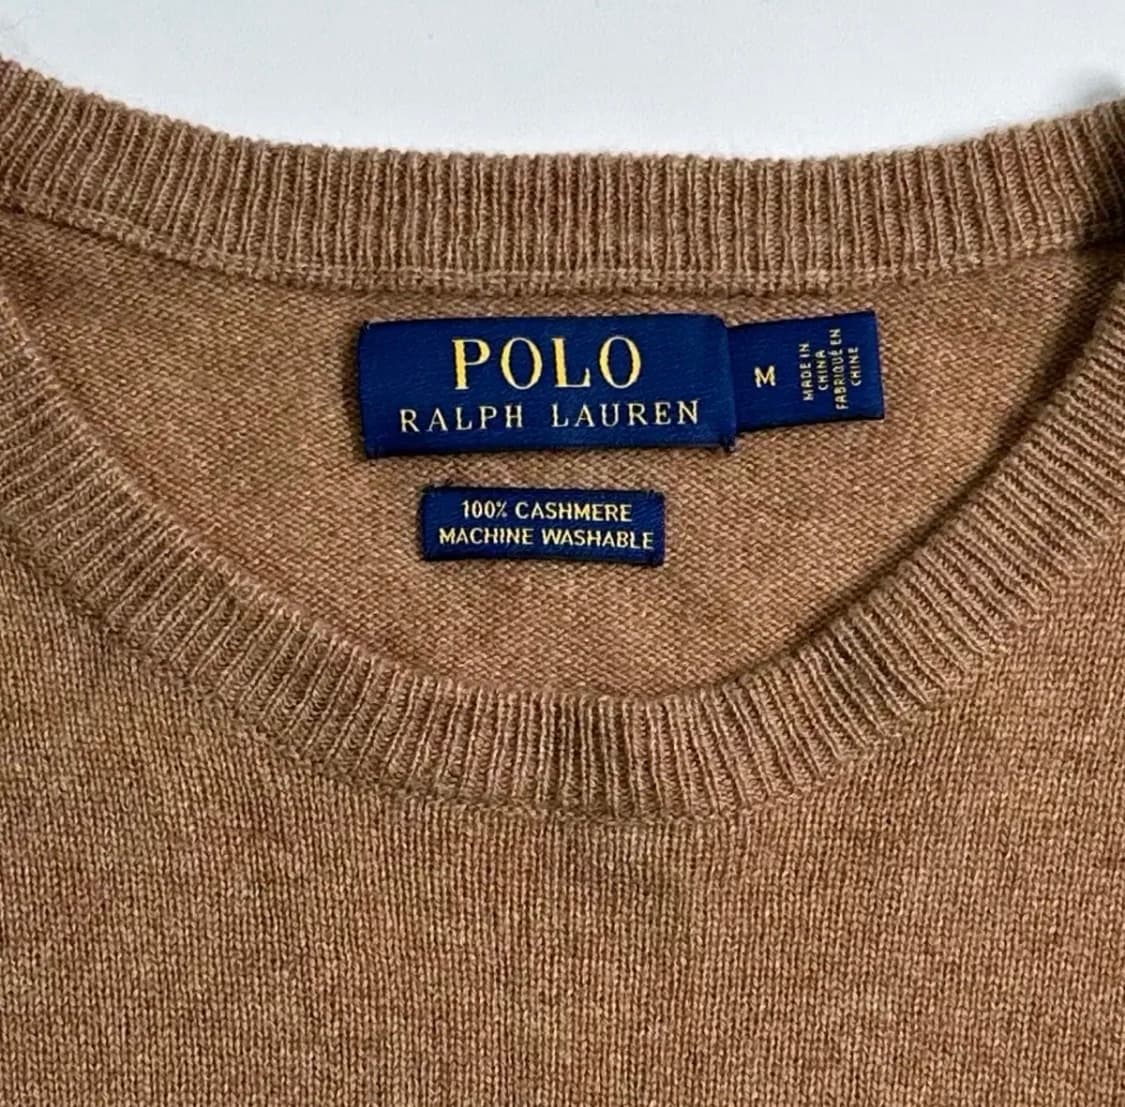 POLO
RALPH LAUREN
M
MADE IN
CHINA
FABRIQUÉ EN
CHINE
100% CASHMERE
MACHINE WASHABLE